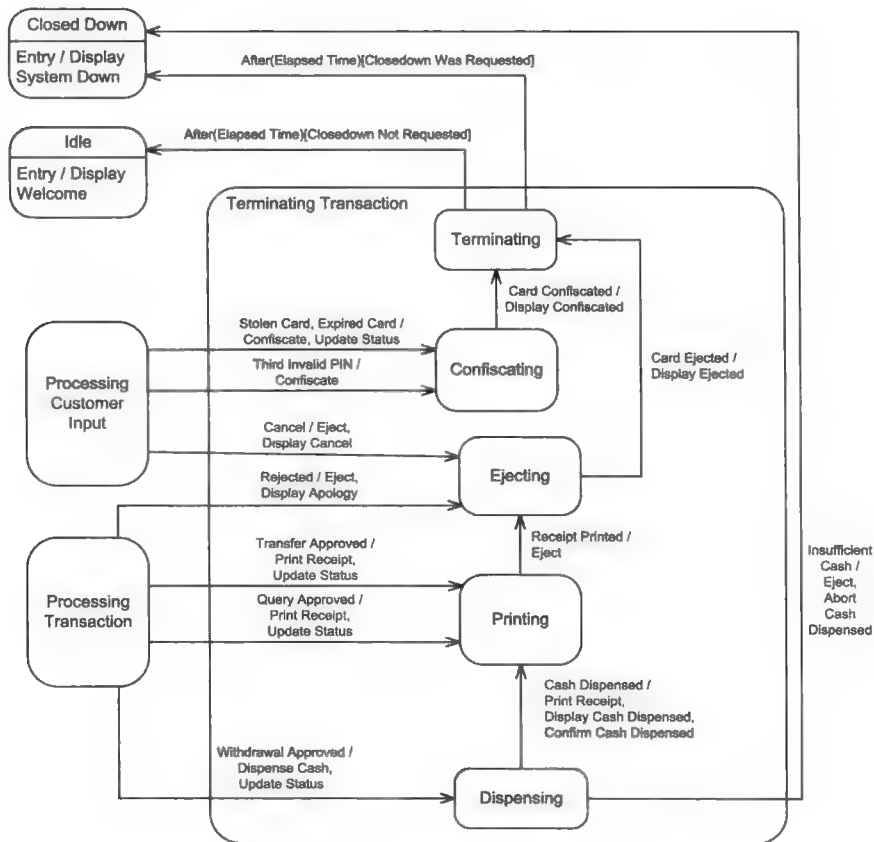 Closed Down
Entry / Display
System Down
After(Elapsed Time)[Closedown Was Requested]
After(Elapsed Time)[Closedown Not Requested]
Idle
Entry / Display
Welcome
Terminating Transaction
Terminating
Card Confiscated /
Display Confiscated
Stolen Card, Expired Card /
Confiscate, Update Status
Third Invalid PIN /
Confiscate
Confiscating
Card Ejected /
Display Ejected
Processing
Customer
Input
Cancel / Eject,
Display Cancel
Ejecting
Rejected / Eject,
Display Apology
Receipt Printed /
Eject
Transfer Approved /
Print Receipt,
Update Status
Query Approved /
Print Receipt,
Update Status
Printing
Processing
Transaction
Insufficient
Cash /
Eject,
Abort
Cash
Dispensed
Cash Dispensed /
Print Receipt,
Display Cash Dispensed,
Confirm Cash Dispensed
Withdrawal Approved /
Dispense Cash,
Update Status
Dispensing